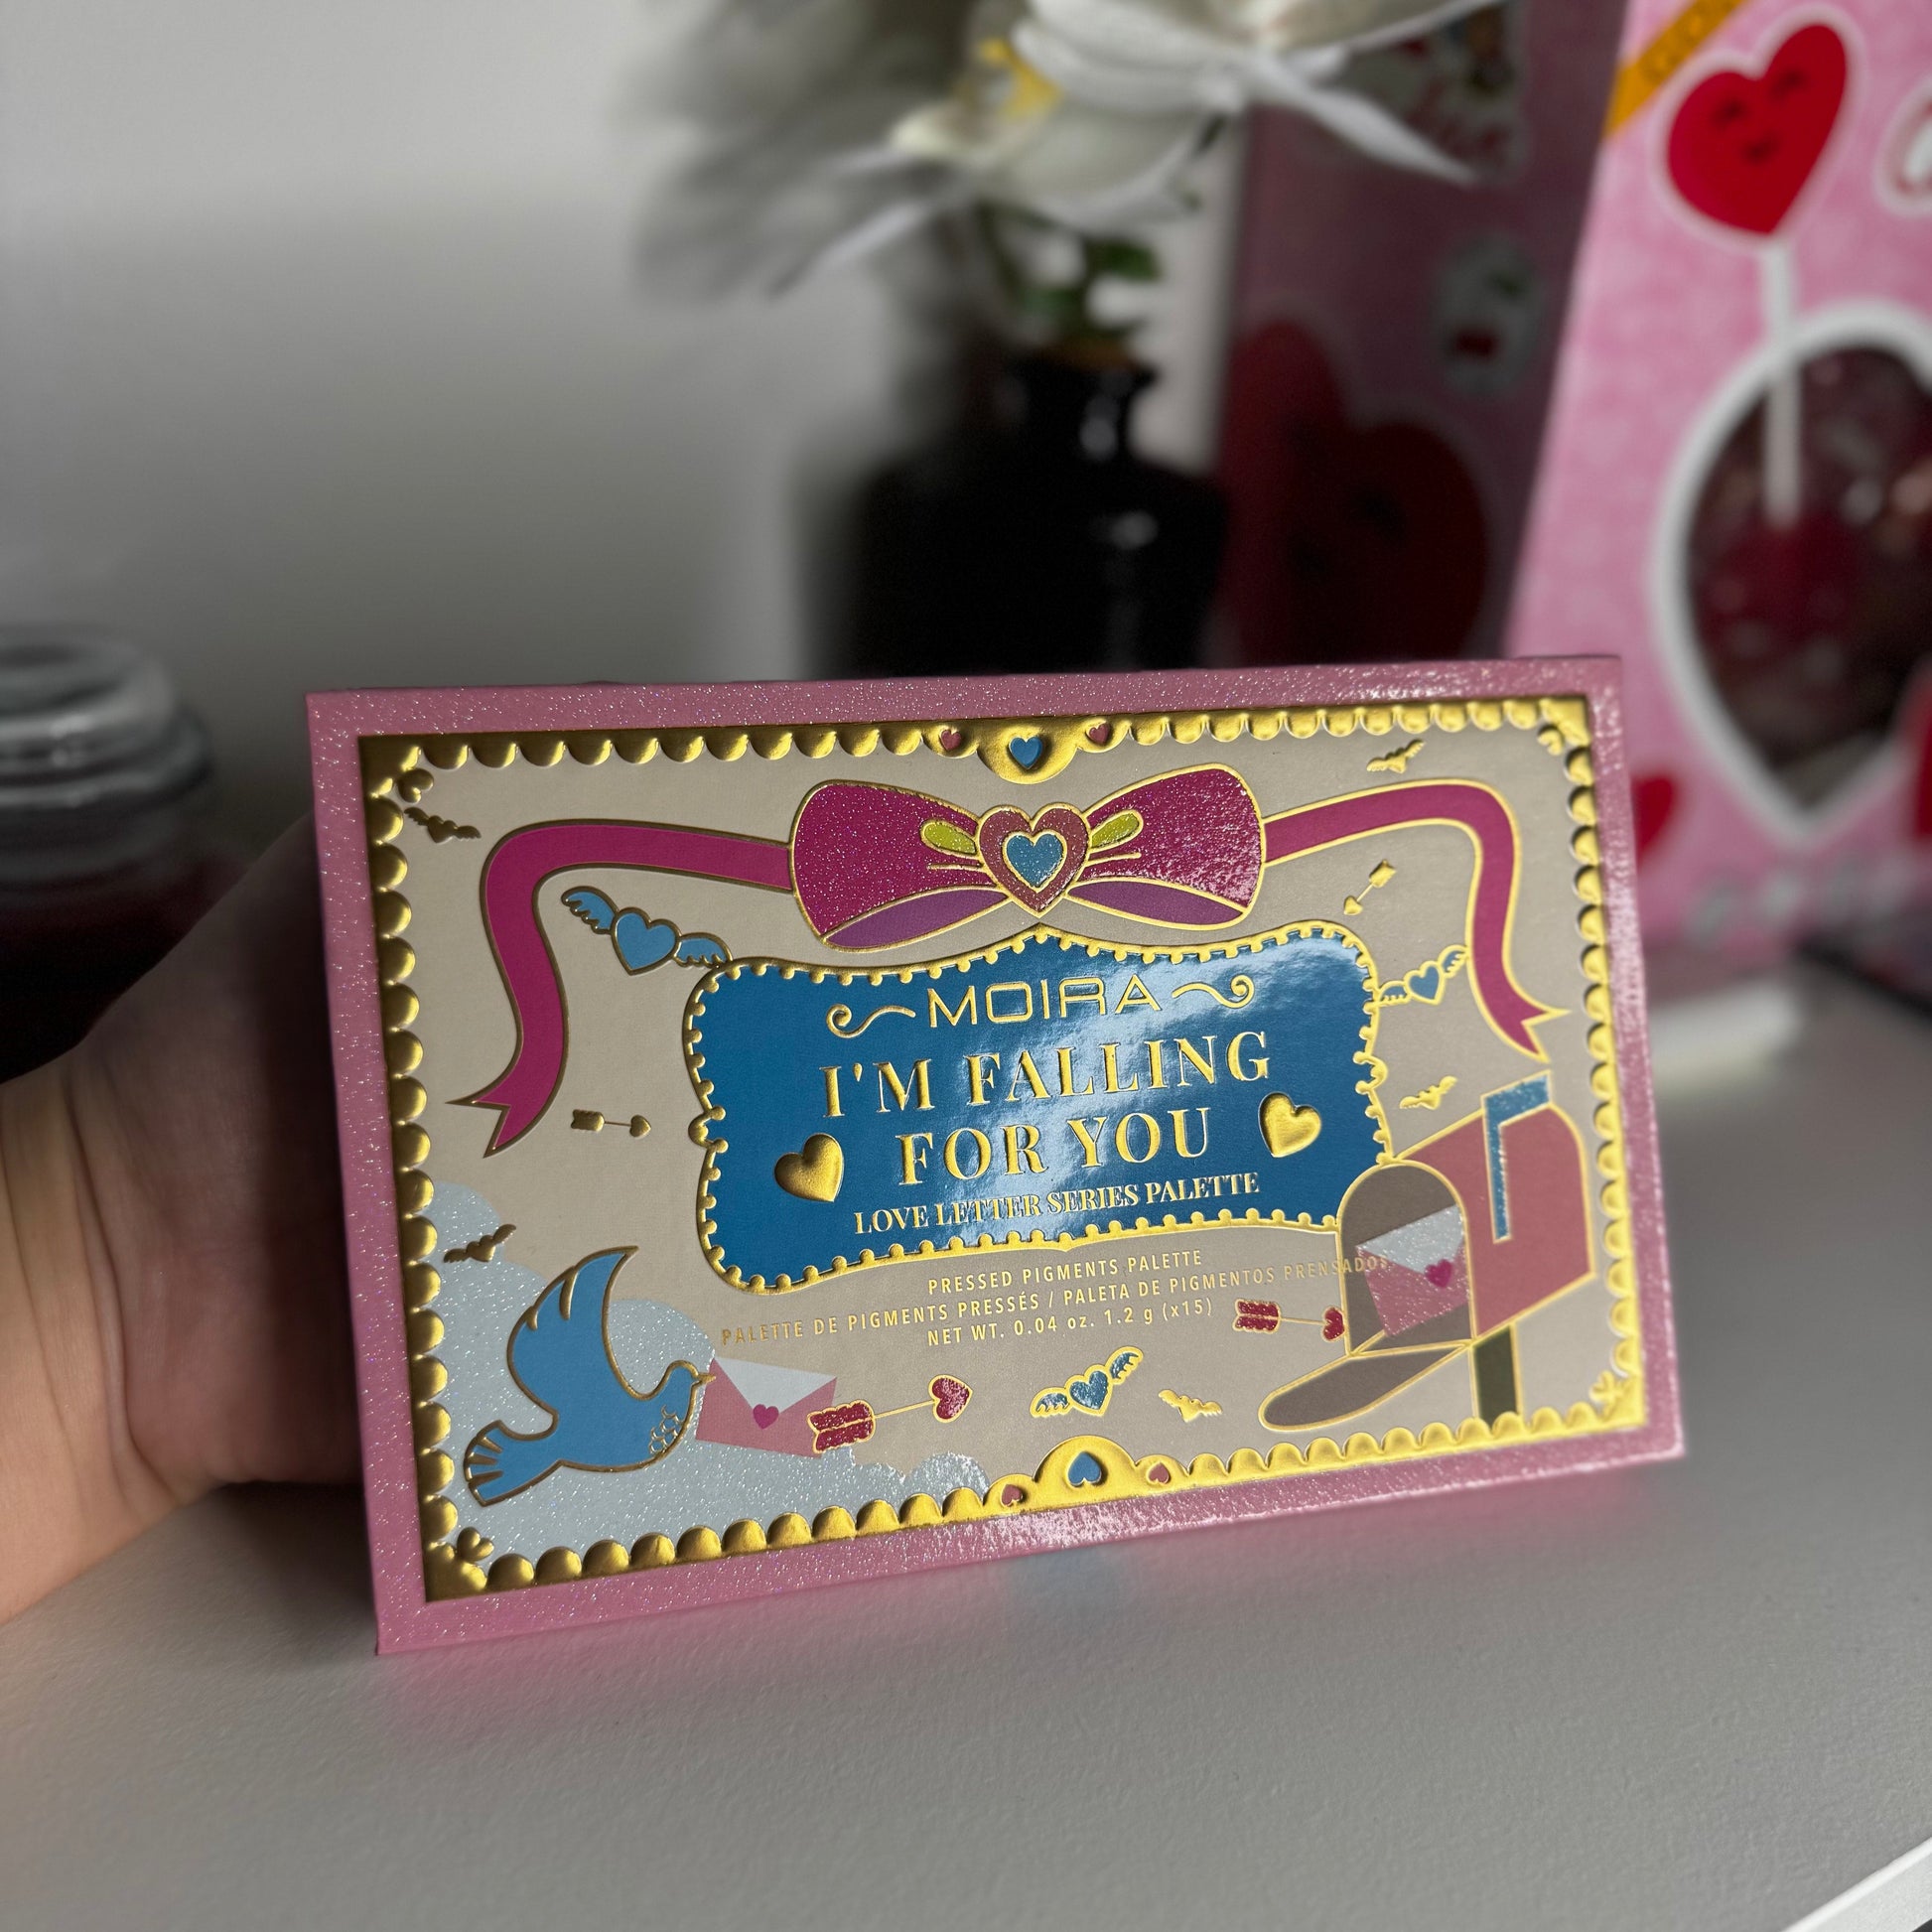 MOIRA
I'M FALLING
FOR YOU
LOVE LETTER SERIES PALETTE
PRESSED PIGMENTS PALETTE
PALETTE DE PIGMENTS PRESSÉS / PALETA DE PIGMENTOS PRENSADOS
NET WT. 0.04 oz. 1.2 g (x15)